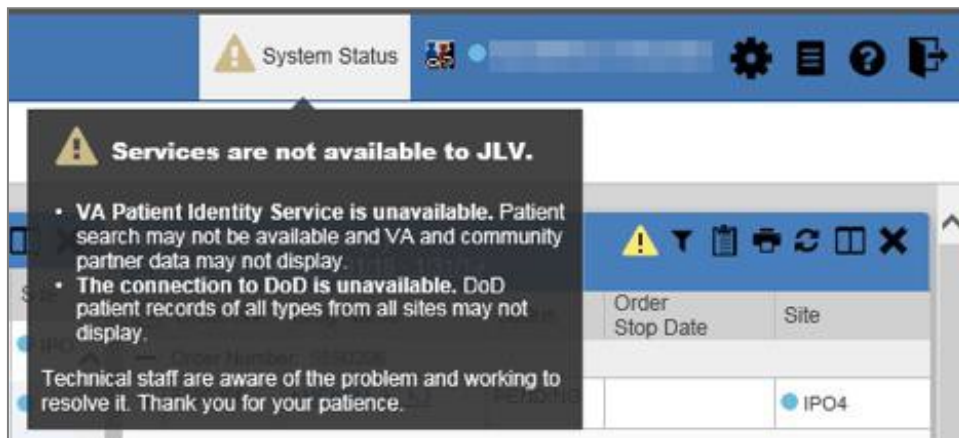 System Status
Services are not available to JLV.
• VA Patient Identity Service is unavailable. Patient
search may not be available and VA and community
partner data may not display.
• The connection to DoD is unavailable. DoD
patient records of all types from all sites may not
display.
Technical staff are aware of the problem and working to
resolve it. Thank you for your patience.
Order
Stop Date
Site
Order Number:
PENDING
IPO4